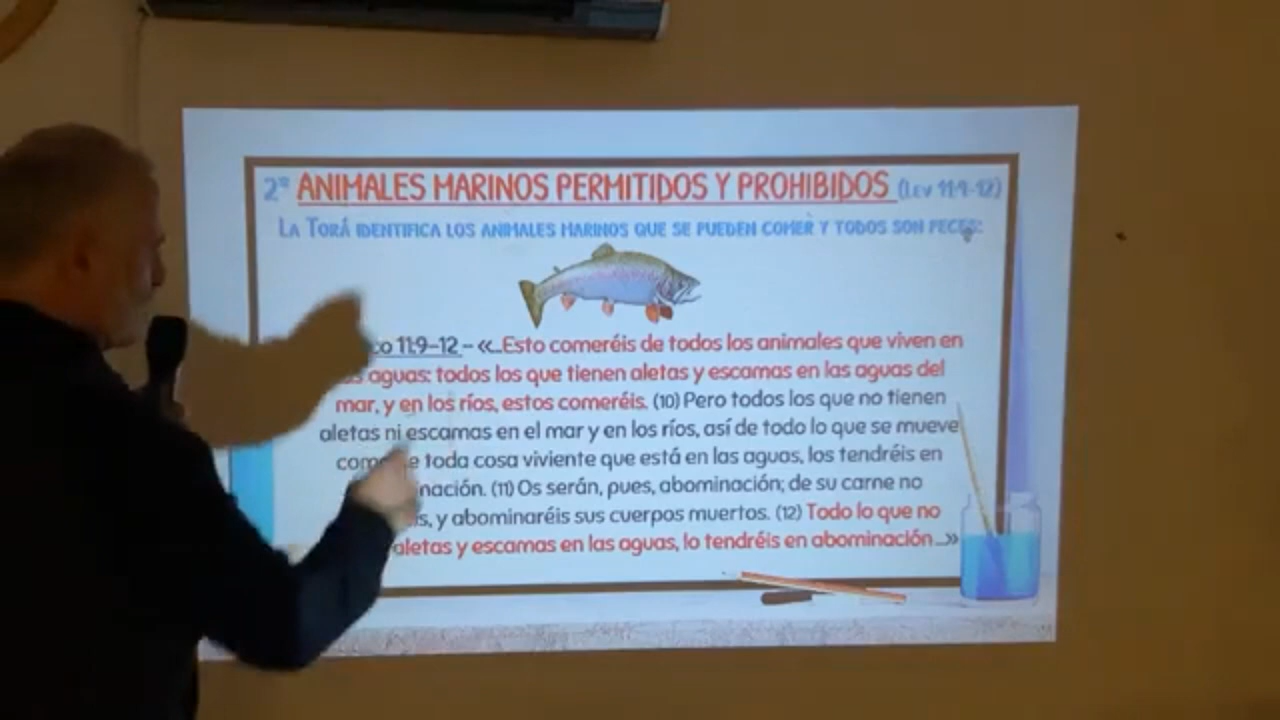 2º ANIMALES MARINOS PERMITIDOS Y PROHIBIDOS (Lev 11:9-12)
LA TORÁ IDENTIFICA LOS ANIMALES MARINOS QUE SE PUEDEN COMER Y TODOS SON PECES:
co 11:9-12 - «...Esto comeréis de todos los animales que viven en
aguas: todos los que tienen aletas y escamas en las aguas del
mar, y en los ríos, estos comeréis. (10) Pero todos los que no tienen
aletas ni escamas en el mar y en los ríos, así de todo lo que se mueve
como e toda cosa viviente que está en las aguas, los tendréis en
nación. (11) Os serán, pues, abominación; de su carne no
is, y abominaréis sus cuerpos muertos. (12) Todo lo que no
aletas y escamas en las aguas, lo tendréis en abominación...»